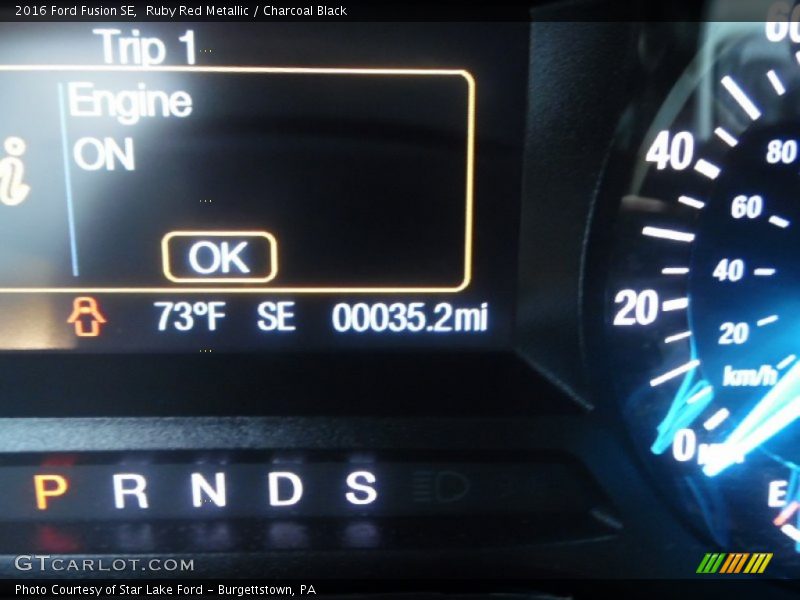 2016 Ford Fusion SE, Ruby Red Metallic / Charcoal Black
Trip 1
Engine
ON
OK
73°F SE 00035.2mi
P R N D S
60
40
20
0
80
60
40
20
km/h
E
GTCARLOT.COM
Photo Courtesy of Star Lake Ford - Burgettstown, PA